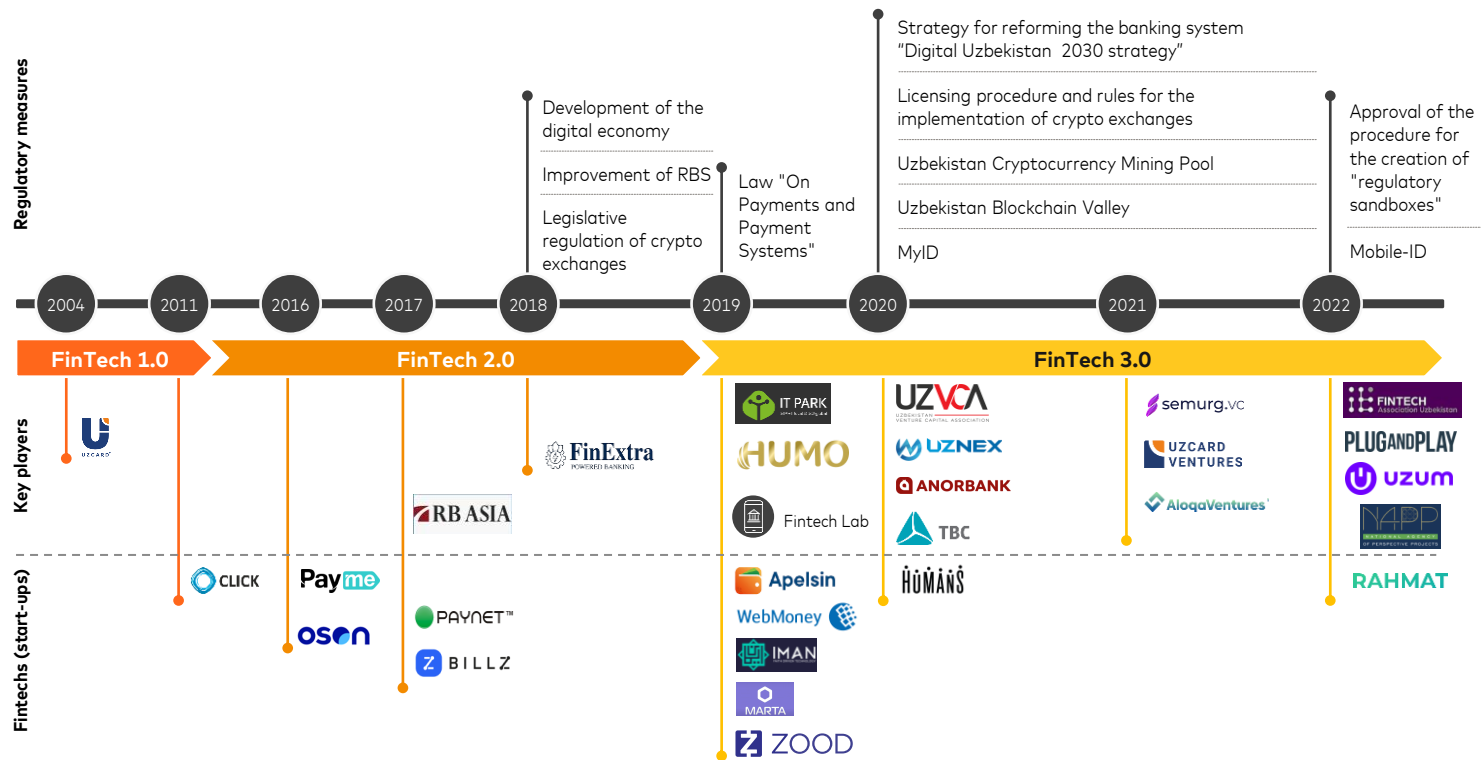 Regulatory measures
Development of the
digital economy
Improvement of RBS
Legislative
regulation of crypto
exchanges
Law "On
Payments and
Payment
Systems"
Strategy for reforming the banking system
“Digital Uzbekistan  2030 strategy”
Licensing procedure and rules for the
implementation of crypto exchanges
Uzbekistan Cryptocurrency Mining Pool
Uzbekistan Blockchain Valley
MyID
Approval of the
procedure for
the creation of
"regulatory
sandboxes"
Mobile-ID
2004
2011
2016
2017
2018
2019
2020
2021
2022
FinTech 1.0
FinTech 2.0
FinTech 3.0
Key players
UZCARD
RB ASIA
FinExtra
POWERED BANKING
IT PARK
HUMO
Fintech Lab
UZVCA
UZBEKISTAN
VENTURE CAPITAL ASSOCIATION
UZNEX
ANORBANK
TBC
semurg.vc
UZCARD
VENTURES
AloqaVentures
FINTECH
Association Uzbekistan
PLUGANDPLAY
uzum
NAPP
NATIONAL AGENCY
OF PERSPECTIVE PROJECTS
Fintechs (start-ups)
CLICK
Payme
OSON
PAYNET™
BILLZ
Apelsin
WebMoney
IMAN
MARTA
ZOOD
HUMANS
RAHMAT